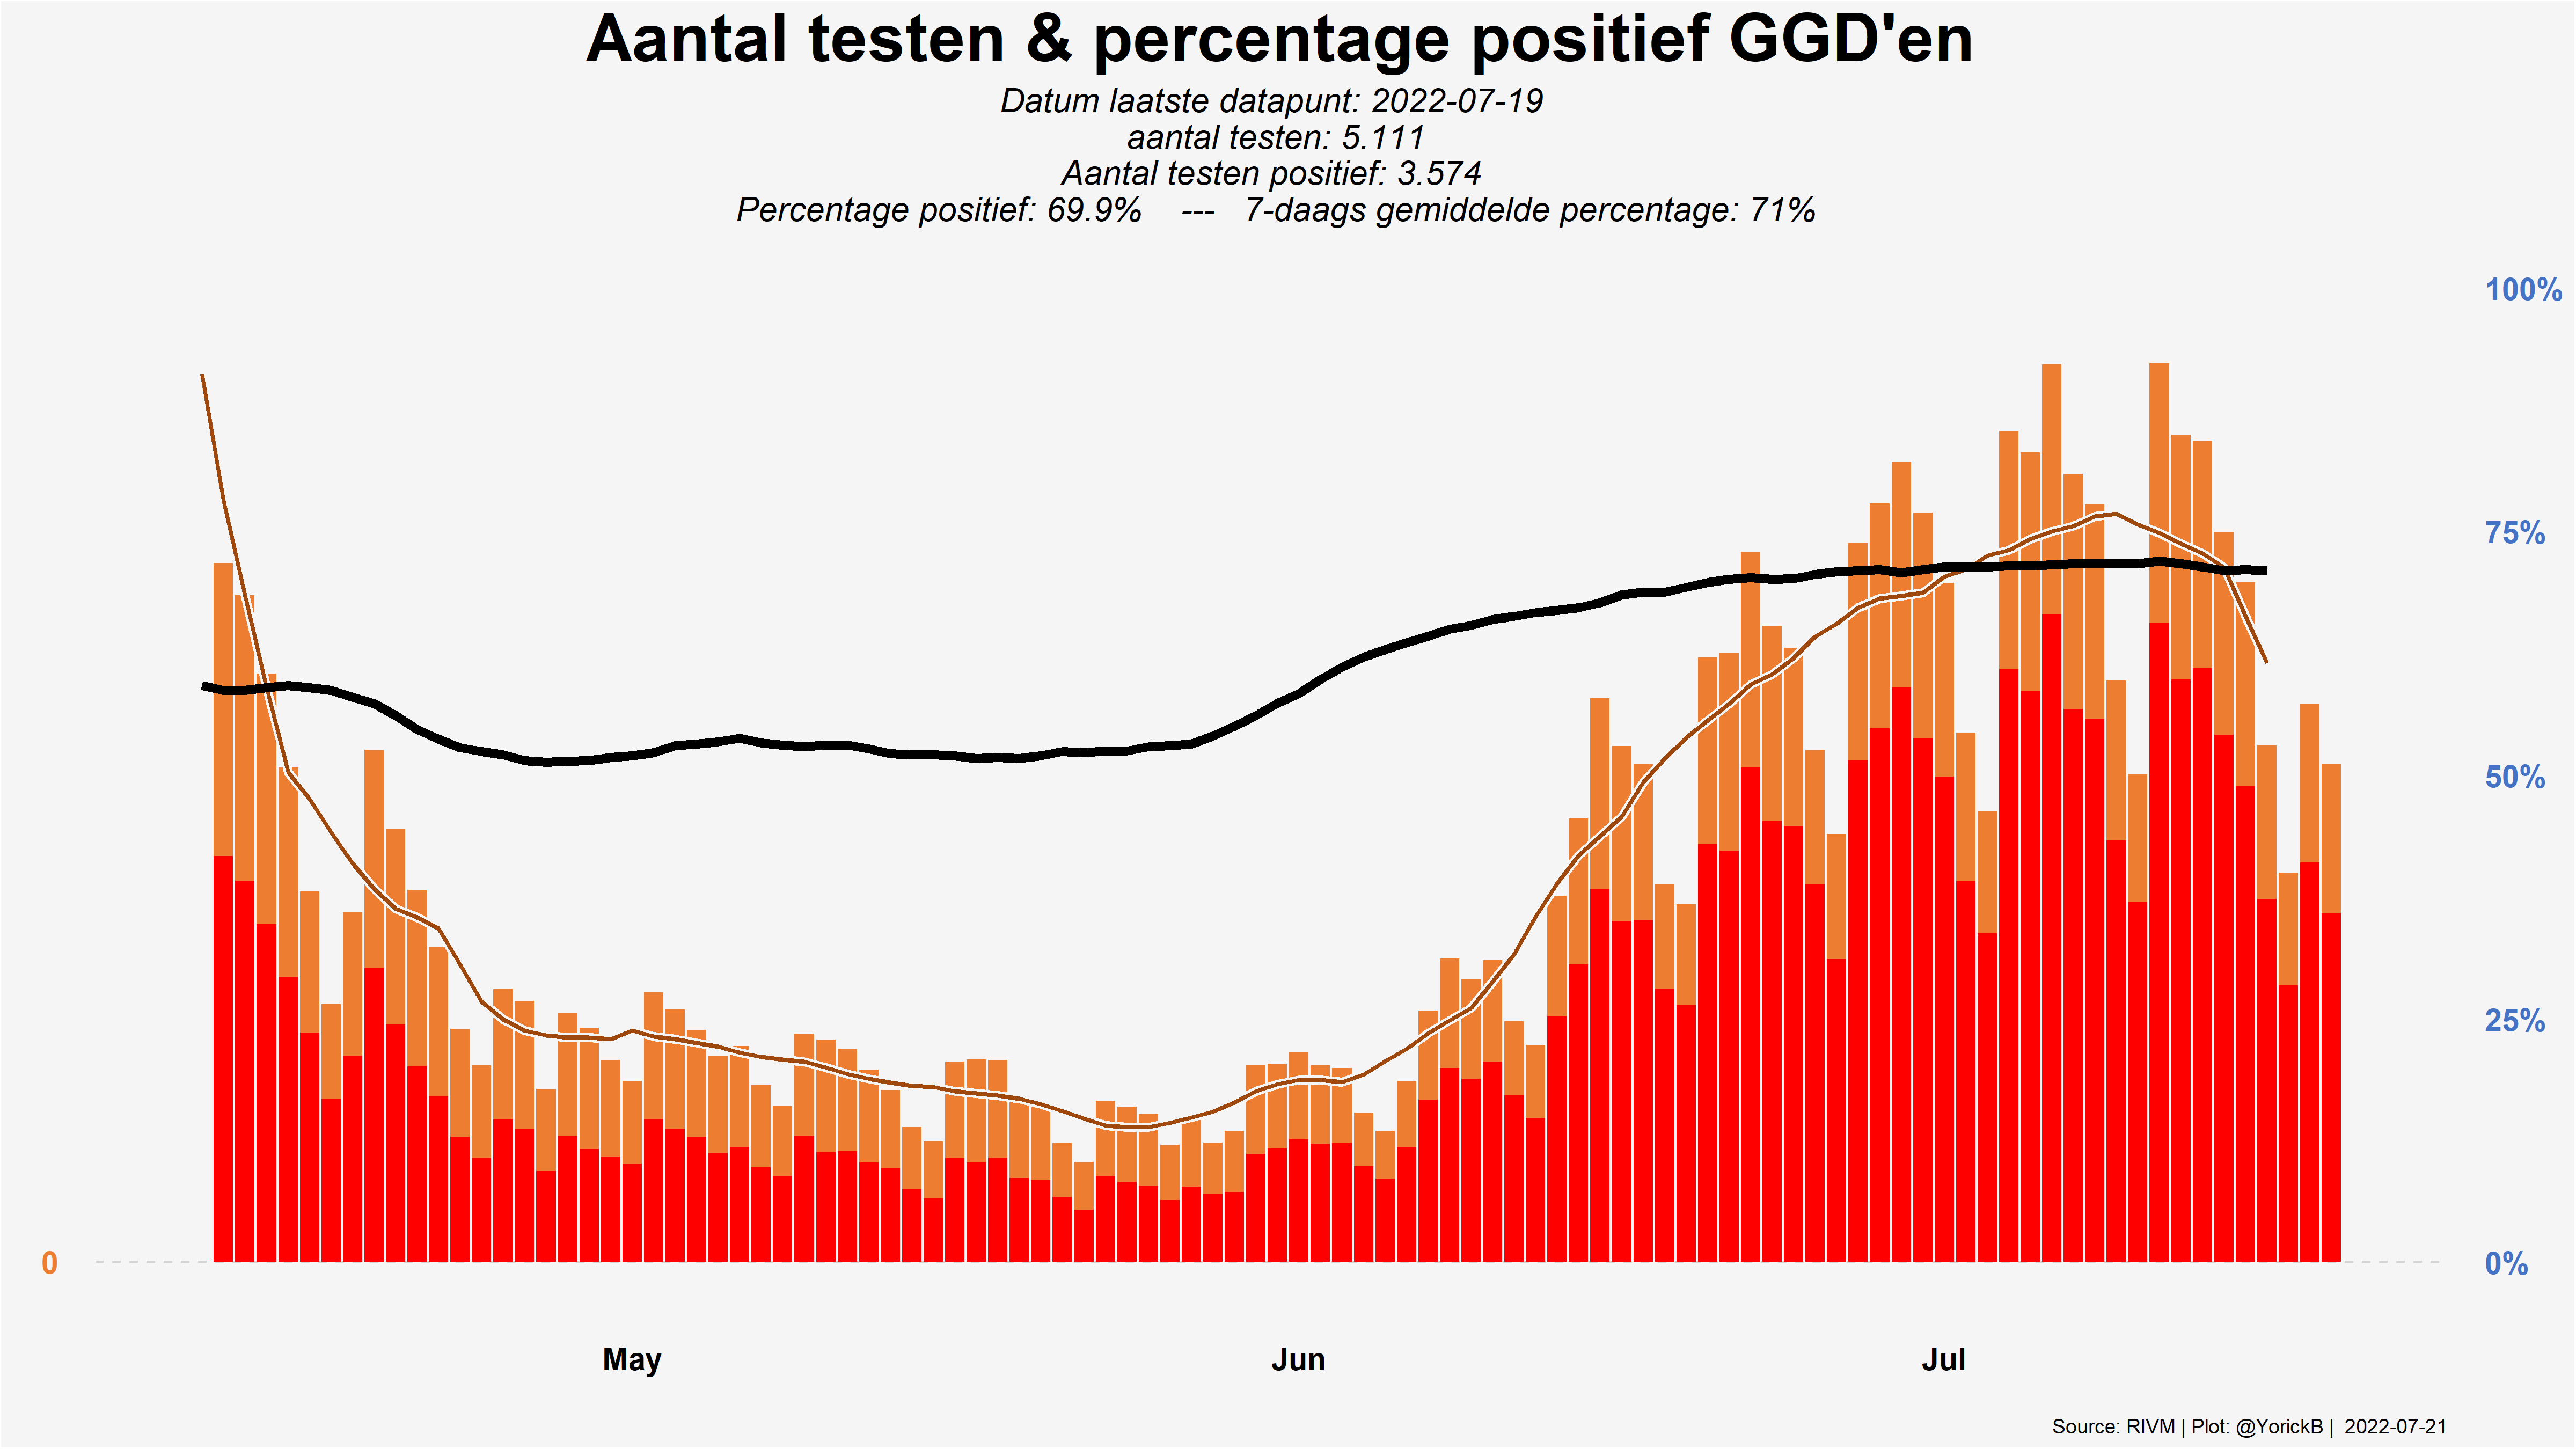 Aantal testen & percentage positief GGD'en
Datum laatste datapunt: 2022-07-19
aantal testen: 5.111
Aantal testen positief: 3.574
Percentage positief: 69.9% --- 7-daags gemiddelde percentage: 71%
100%
75%
50%
25%
0 0%
May Jun Jul
Source: RIVM | Plot: @YorickB | 2022-07-21